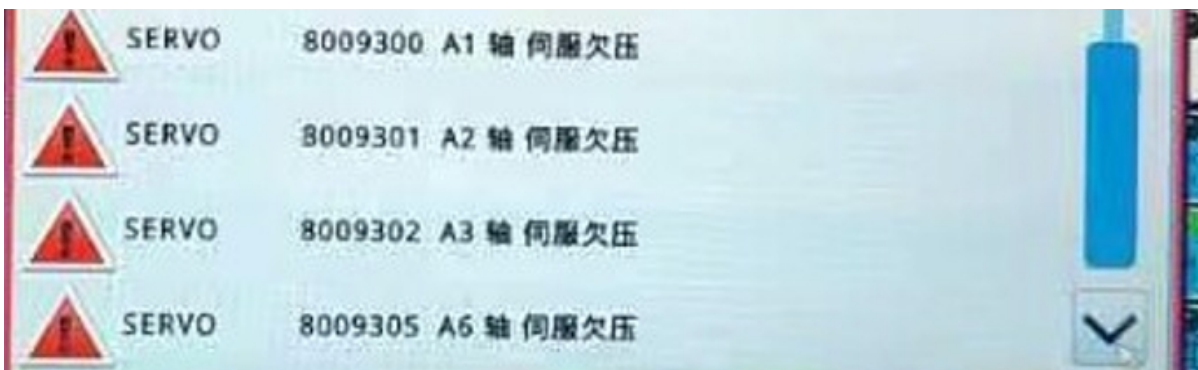 SERVO 8009300 A1 轴 伺服欠压
SERVO 8009301 A2 轴 伺服欠压
SERVO 8009302 A3 轴 伺服欠压
SERVO 8009305 A6 轴 伺服欠压